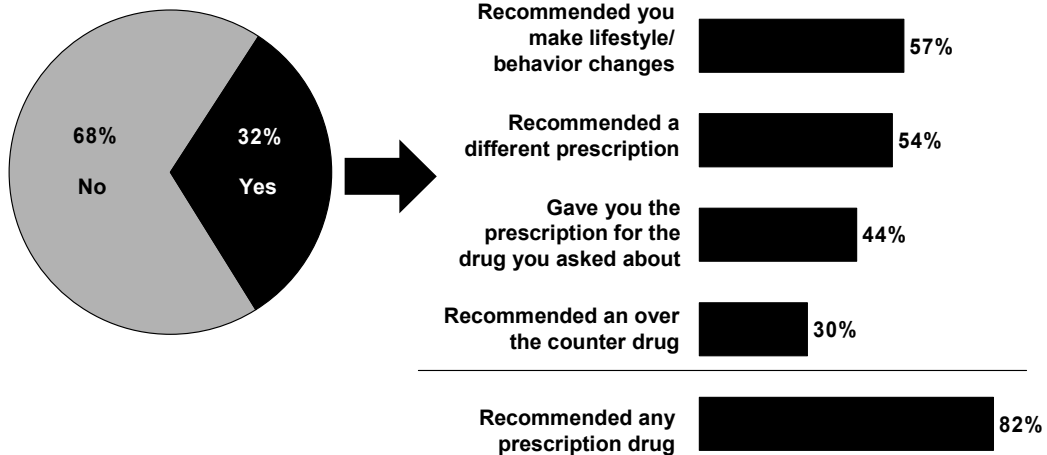 68%
No
32%
Yes
Recommended you
make lifestyle/
behavior changes
57%
Recommended a
different prescription
54%
Gave you the
prescription for the
drug you asked about
44%
Recommended an over
the counter drug
30%
Recommended any
prescription drug
82%